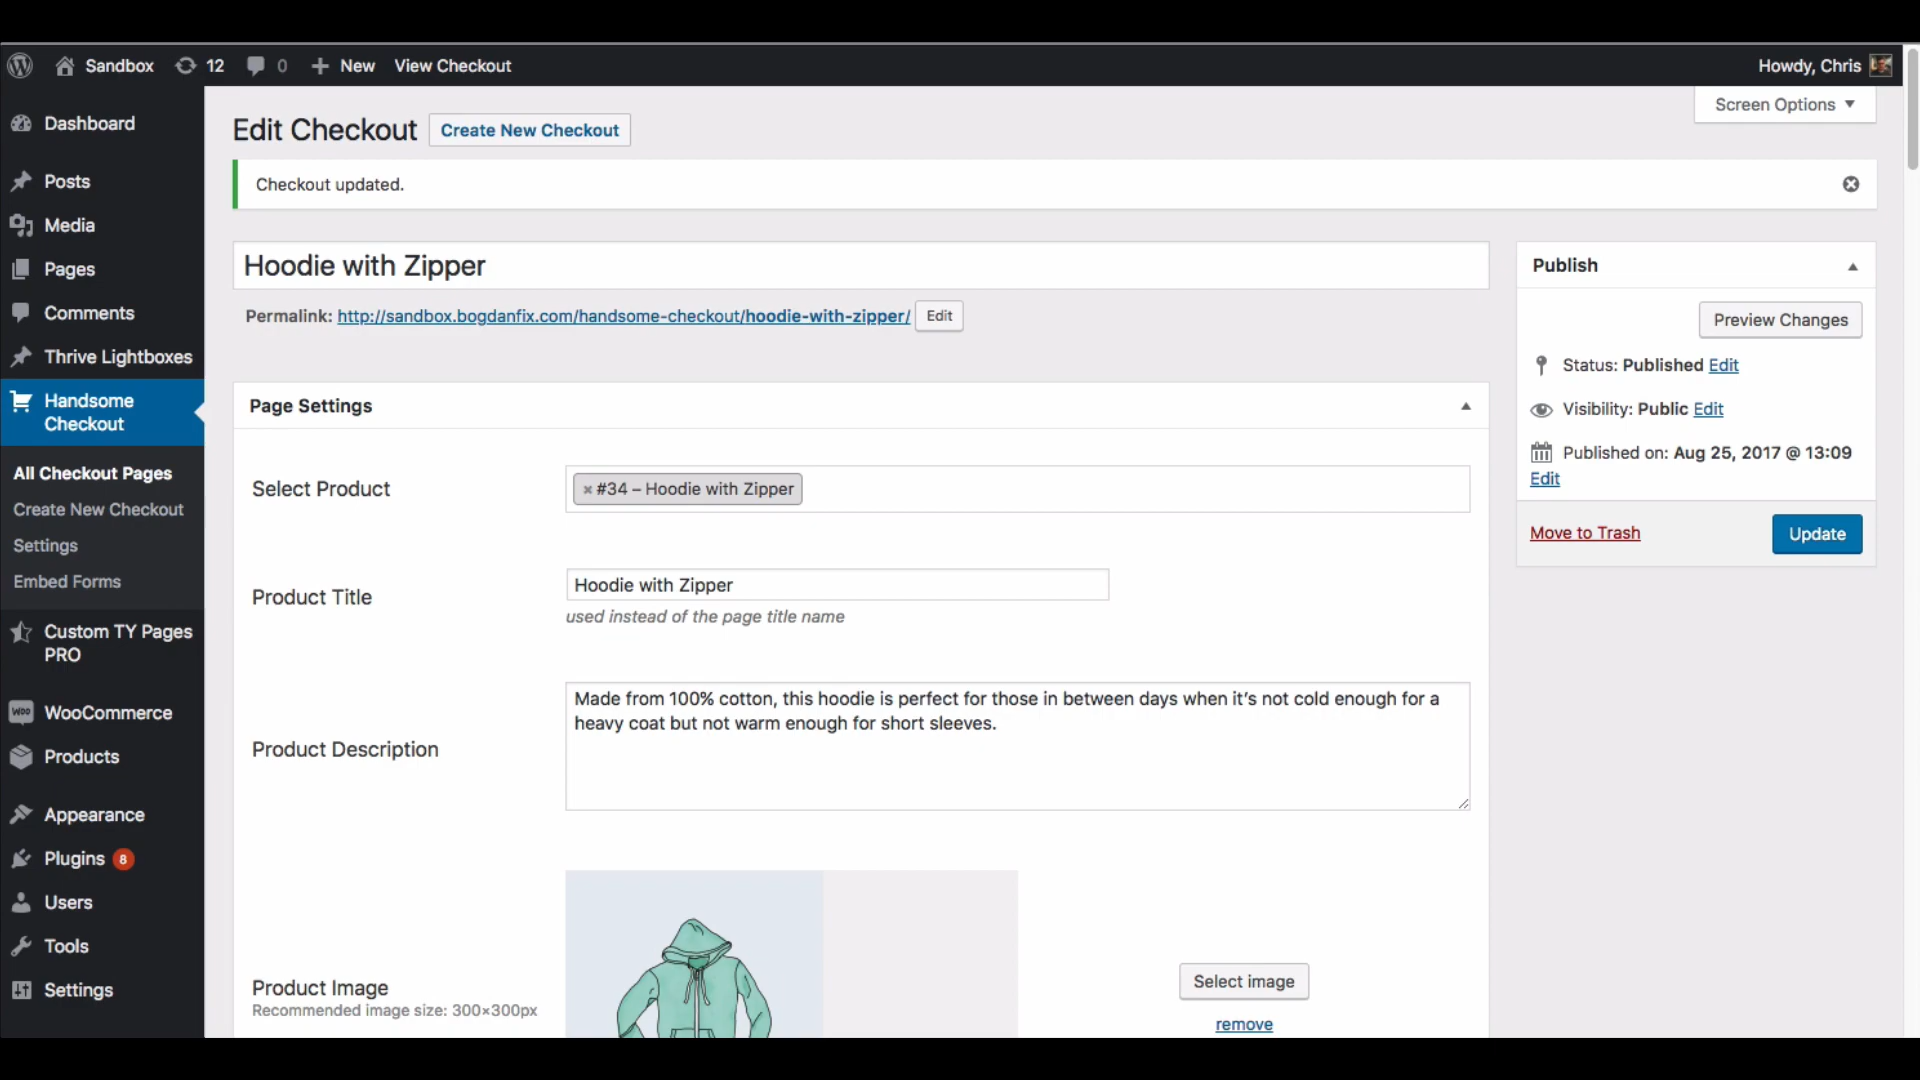 Sandbox 12 0 New View Checkout Howdy, Chris
Screen Options
Dashboard
Posts
Media
Pages
Comments
Thrive Lightboxes
Handsome
Checkout
All Checkout Pages
Create New Checkout
Settings
Embed Forms
Custom TY Pages
PRO
WooCommerce
Products
Appearance
Plugins 8
Users
Tools
Settings
Edit Checkout Create New Checkout
Checkout updated.
Hoodie with Zipper
Permalink: http://sandbox.bogdanfix.com/handsome-checkout/hoodie-with-zipper/ Edit
Page Settings
Select Product × #34 – Hoodie with Zipper
Product Title Hoodie with Zipper
used instead of the page title name
Product Description
Made from 100% cotton, this hoodie is perfect for those in between days when it’s not cold enough for a
heavy coat but not warm enough for short sleeves.
Product Image
Recommended image size: 300×300px
Select image
remove
Publish
Preview Changes
Status: Published Edit
Visibility: Public Edit
Published on: Aug 25, 2017 @ 13:09
Edit
Move to Trash Update